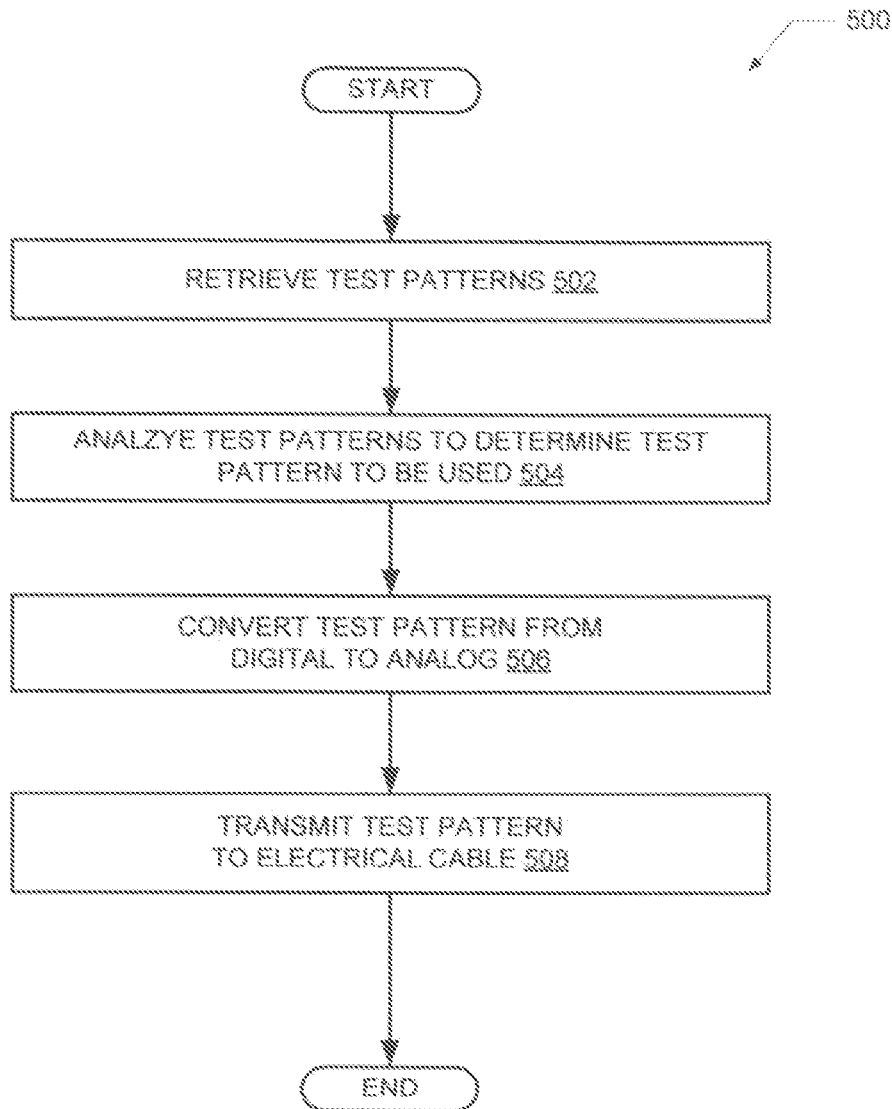 500
START
RETRIEVE TEST PATTERNS 502
ANALZYE TEST PATTERNS TO DETERMINE TEST
PATTERN TO BE USED 504
CONVERT TEST PATTERN FROM
DIGITAL TO ANALOG 506
TRANSMIT TEST PATTERN
TO ELECTRICAL CABLE 508
END